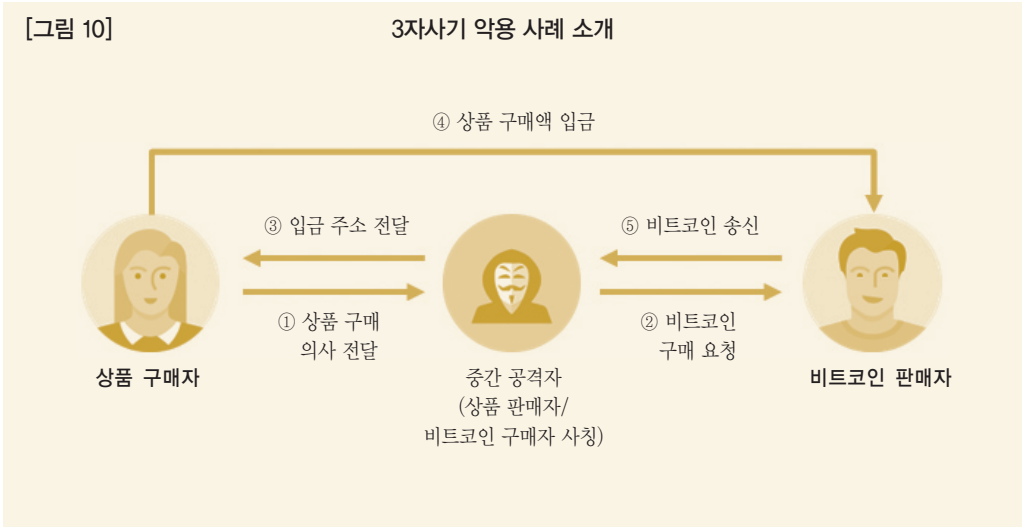 [그림 10]
3자사기 악용 사례 소개
④ 상품 구매액 입금
③ 입금 주소 전달
⑤ 비트코인 송신
① 상품 구매
의사 전달
② 비트코인
구매 요청
상품 구매자
중간 공격자
(상품 판매자/
비트코인 구매자 사칭)
비트코인 판매자